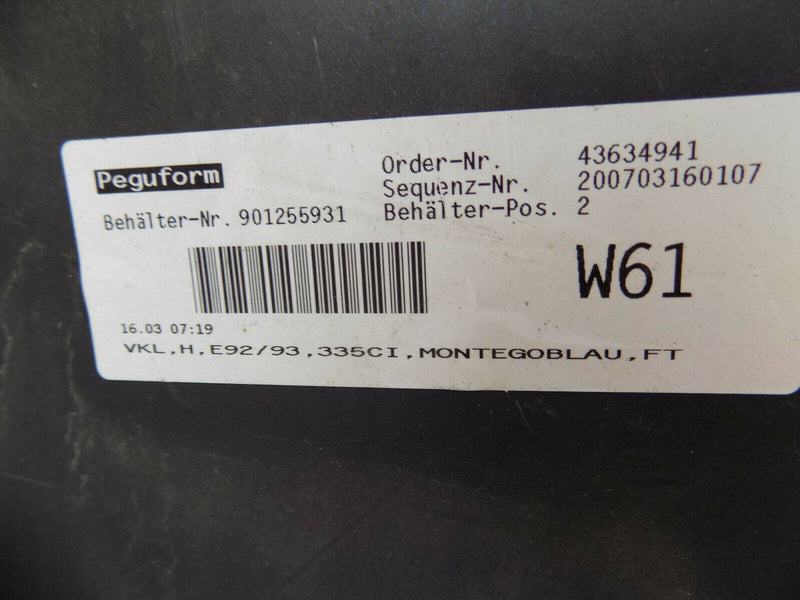 Peguform
Behälter-Nr. 901255931
Order-Nr. 43634941
Sequenz-Nr. 200703160107
Behälter-Pos. 2
W61
16.03 07:19
VKL,H,E92/93,335CI,MONTEGOBLAU,FT